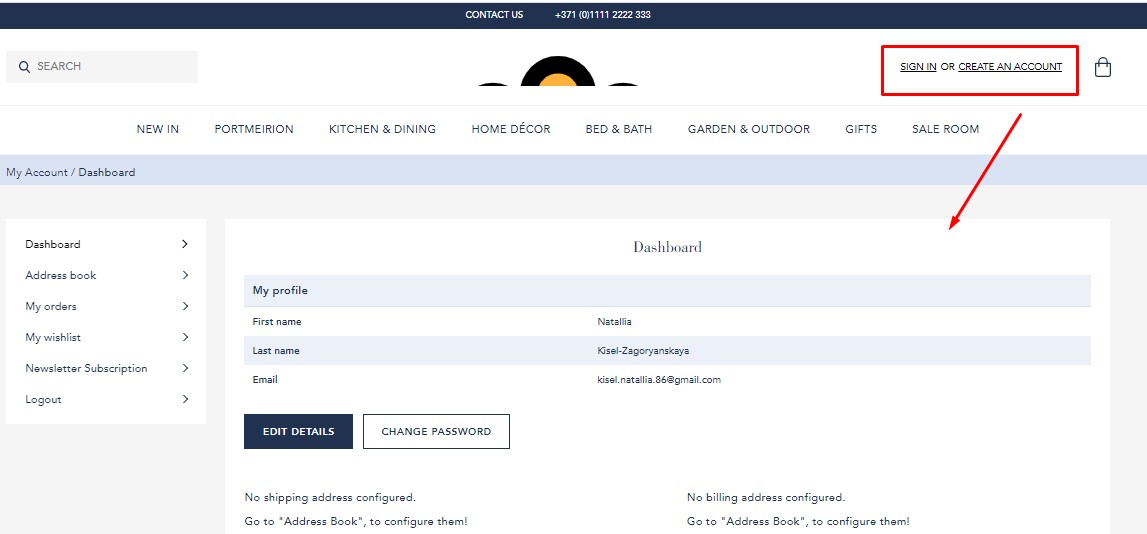 CONTACT US +371 (0)1111 2222 333
SEARCH
SIGN IN OR CREATE AN ACCOUNT
NEW IN PORTMEIRION KITCHEN & DINING HOME DÉCOR BED & BATH GARDEN & OUTDOOR GIFTS SALE ROOM
My Account / Dashboard
Dashboard
Address book
My orders
My wishlist
Newsletter Subscription
Logout
Dashboard
My profile
First name Natallia
Last name Kisel-Zagoryanskaya
Email kisel.natallia.86@gmail.com
EDIT DETAILS CHANGE PASSWORD
No shipping address configured.
Go to "Address Book", to configure them!
No billing address configured.
Go to "Address Book", to configure them!